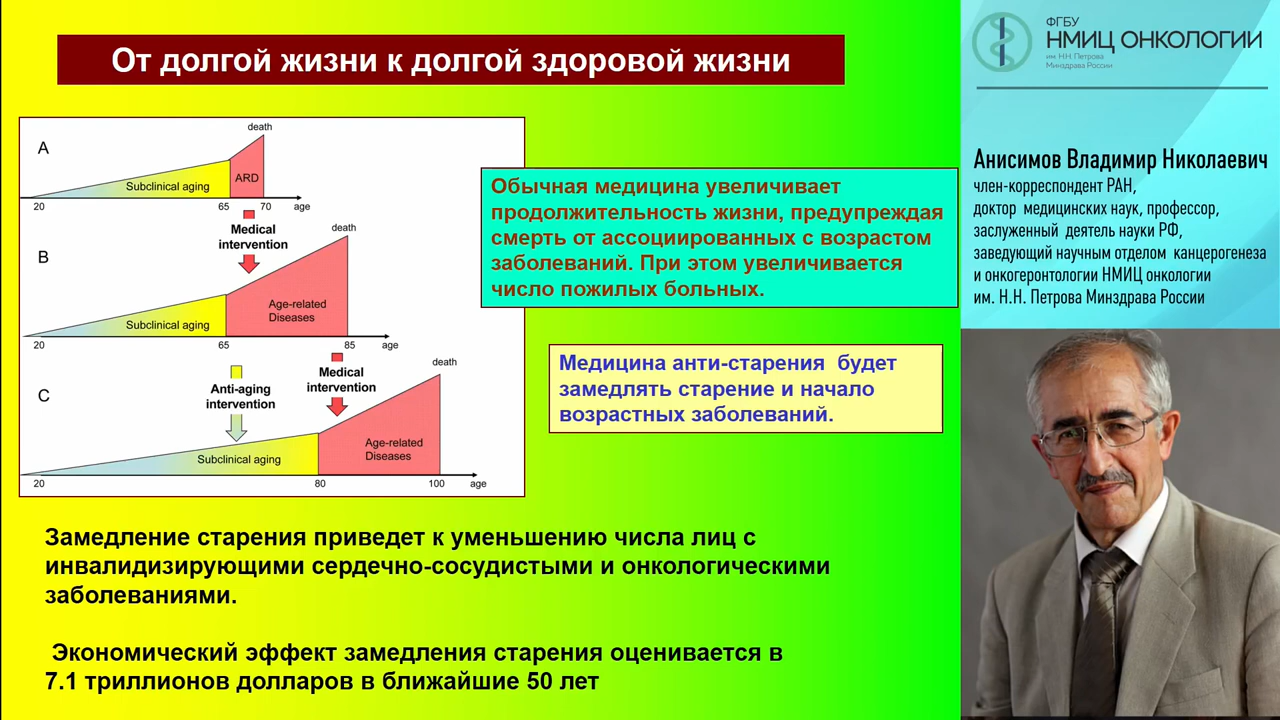 От долгой жизни к долгой здоровой жизни
death
A
Subclinical aging
ARD
20
65
70
age
Medical
intervention
death
B
Age-related
Diseases
Subclinical aging
20
65
85
age
Anti-aging
intervention
Medical
intervention
death
C
Age-related
Diseases
Subclinical aging
20
80
100
age
Обычная медицина увеличивает
продолжительность жизни, предупреждая
смерть от ассоциированных с возрастом
заболеваний. При этом увеличивается
число пожилых больных.
Медицина анти-старения будет
замедлять старение и начало
возрастных заболеваний.
Замедление старения приведет к уменьшению числа лиц с
инвалидизирующими сердечно-сосудистыми и онкологическими
заболеваниями.
Экономический эффект замедления старения оценивается в
7.1 триллионов долларов в ближайшие 50 лет
ФГБУ
НМИЦ ОНКОЛОГИИ
им. Н.Н. Петрова
Минздрава России
Анисимов Владимир Николаевич
член-корреспондент РАН,
доктор медицинских наук, профессор,
заслуженный деятель науки РФ,
заведующий научным отделом канцерогенеза
и онкогеронтологии НМИЦ онкологии
им. Н.Н. Петрова Минздрава России